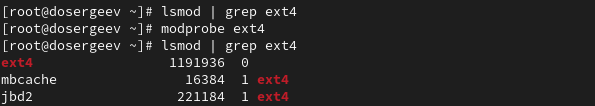 [root@dosergeev ~]# lsmod | grep ext4
[root@dosergeev ~]# modprobe ext4
[root@dosergeev ~]# lsmod | grep ext4
ext4                 1191936  0
mbcache                16384  1 ext4
jbd2                  221184  1 ext4